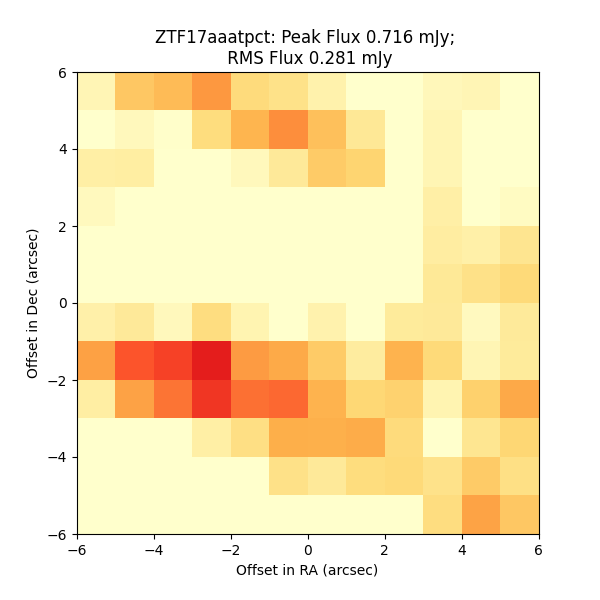 ZTF17aaatpct: Peak Flux 0.716 mJy;
RMS Flux 0.281 mJy
6
4
2
0
−2
−4
−6
Offset in Dec (arcsec)
−6 −4 −2 0 2 4 6
Offset in RA (arcsec)